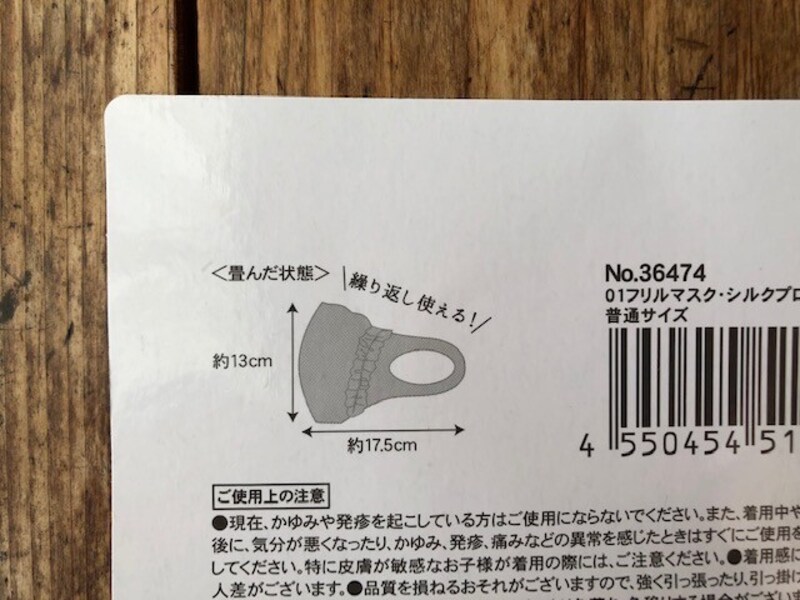 ＜畳んだ状態＞
繰り返し使える!
約13cm
約17.5cm
No.36474
01フリルマスク・シルクプロ
普通サイズ
4 550454 51
ご使用上の注意
●現在、かゆみや発疹を起こしている方はご使用にならないでください。また、着用中や
後に、気分が悪くなったり、かゆみ、発疹、痛みなどの異常を感じたときはすぐにご使用を
してください。特に皮膚が敏感なお子様が着用の際には、ご注意ください。●着用感に
人差がございます。●品質を損ねるおそれがございますので、強く引っ張ったり、引っ掛け